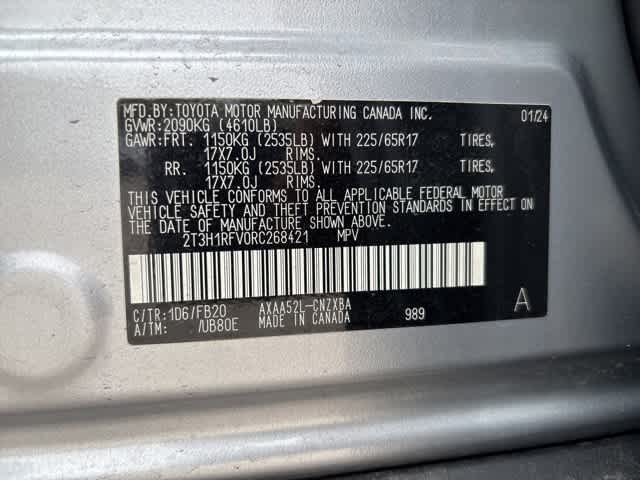 MFD.BY:TOYOTA MOTOR MANUFACTURING CANADA INC. 01/24
GVWR:2090KG (4610LB)
GAWR:FRT. 1150KG (2535LB) WITH 225/65R17 TIRES,
17X7.0J RIMS.
RR. 1150KG (2535LB) WITH 225/65R17 TIRES,
17X7.0J RIMS.
THIS VEHICLE CONFORMS TO ALL APPLICABLE FEDERAL MOTOR
VEHICLE SAFETY AND THEFT PREVENTION STANDARDS IN EFFECT ON
THE DATE OF MANUFACTURE SHOWN ABOVE.
2T3H1RFV0RC268421 MPV
C/TR:1D6/FB20 AXAA52L-CNZXBA
A/TM: /UB80E MADE IN CANADA 989 A